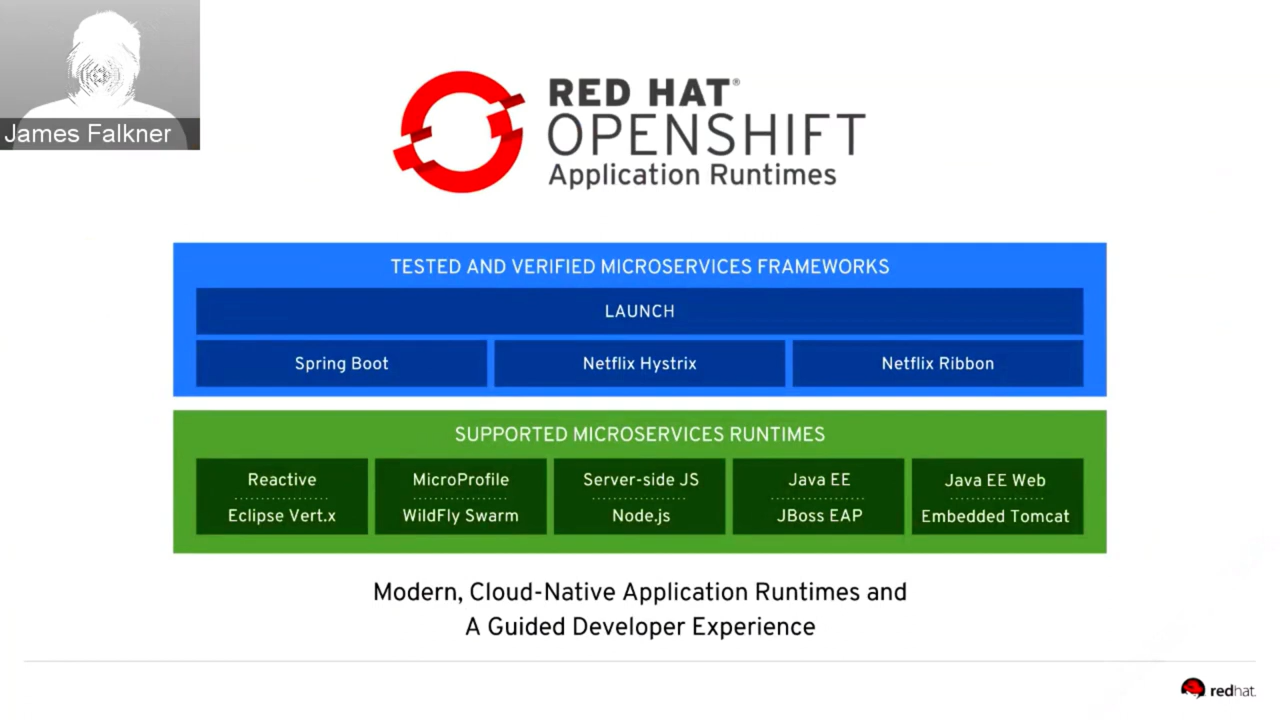 James Falkner
RED HAT®
OPENSHIFT
Application Runtimes
TESTED AND VERIFIED MICROSERVICES FRAMEWORKS
LAUNCH
Spring Boot
Netflix Hystrix
Netflix Ribbon
SUPPORTED MICROSERVICES RUNTIMES
Reactive
Eclipse Vert.x
MicroProfile
WildFly Swarm
Server-side JS
Node.js
Java EE
JBoss EAP
Java EE Web
Embedded Tomcat
Modern, Cloud-Native Application Runtimes and
A Guided Developer Experience
redhat.